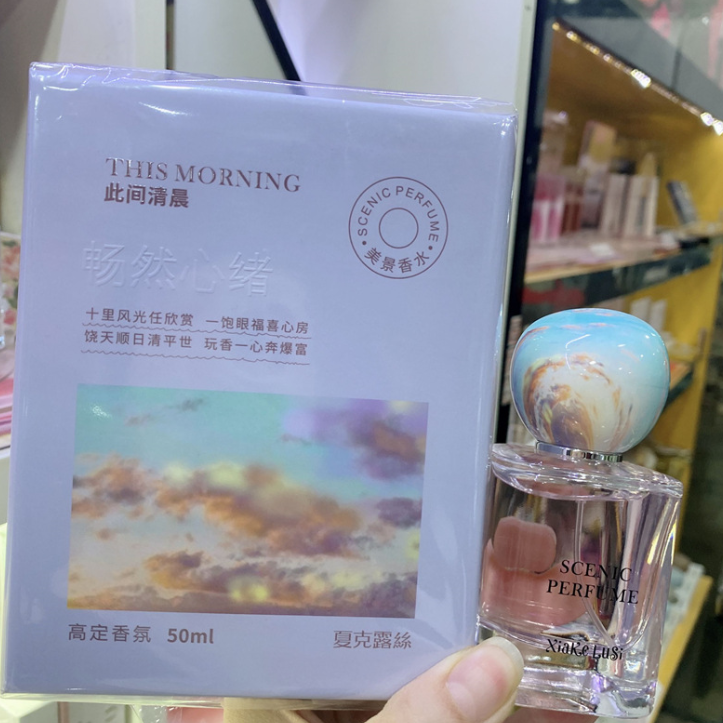 THIS MORNING
此间清晨
SCENIC PERFUME
美景香水
畅然心绪
十里风光任欣赏 一饱眼福喜心房
饶天顺日清平世 玩香一心奔爆富
高定香氛 50ml
夏克露絲
SCENIC
PERFUME
XiaKe LuSi